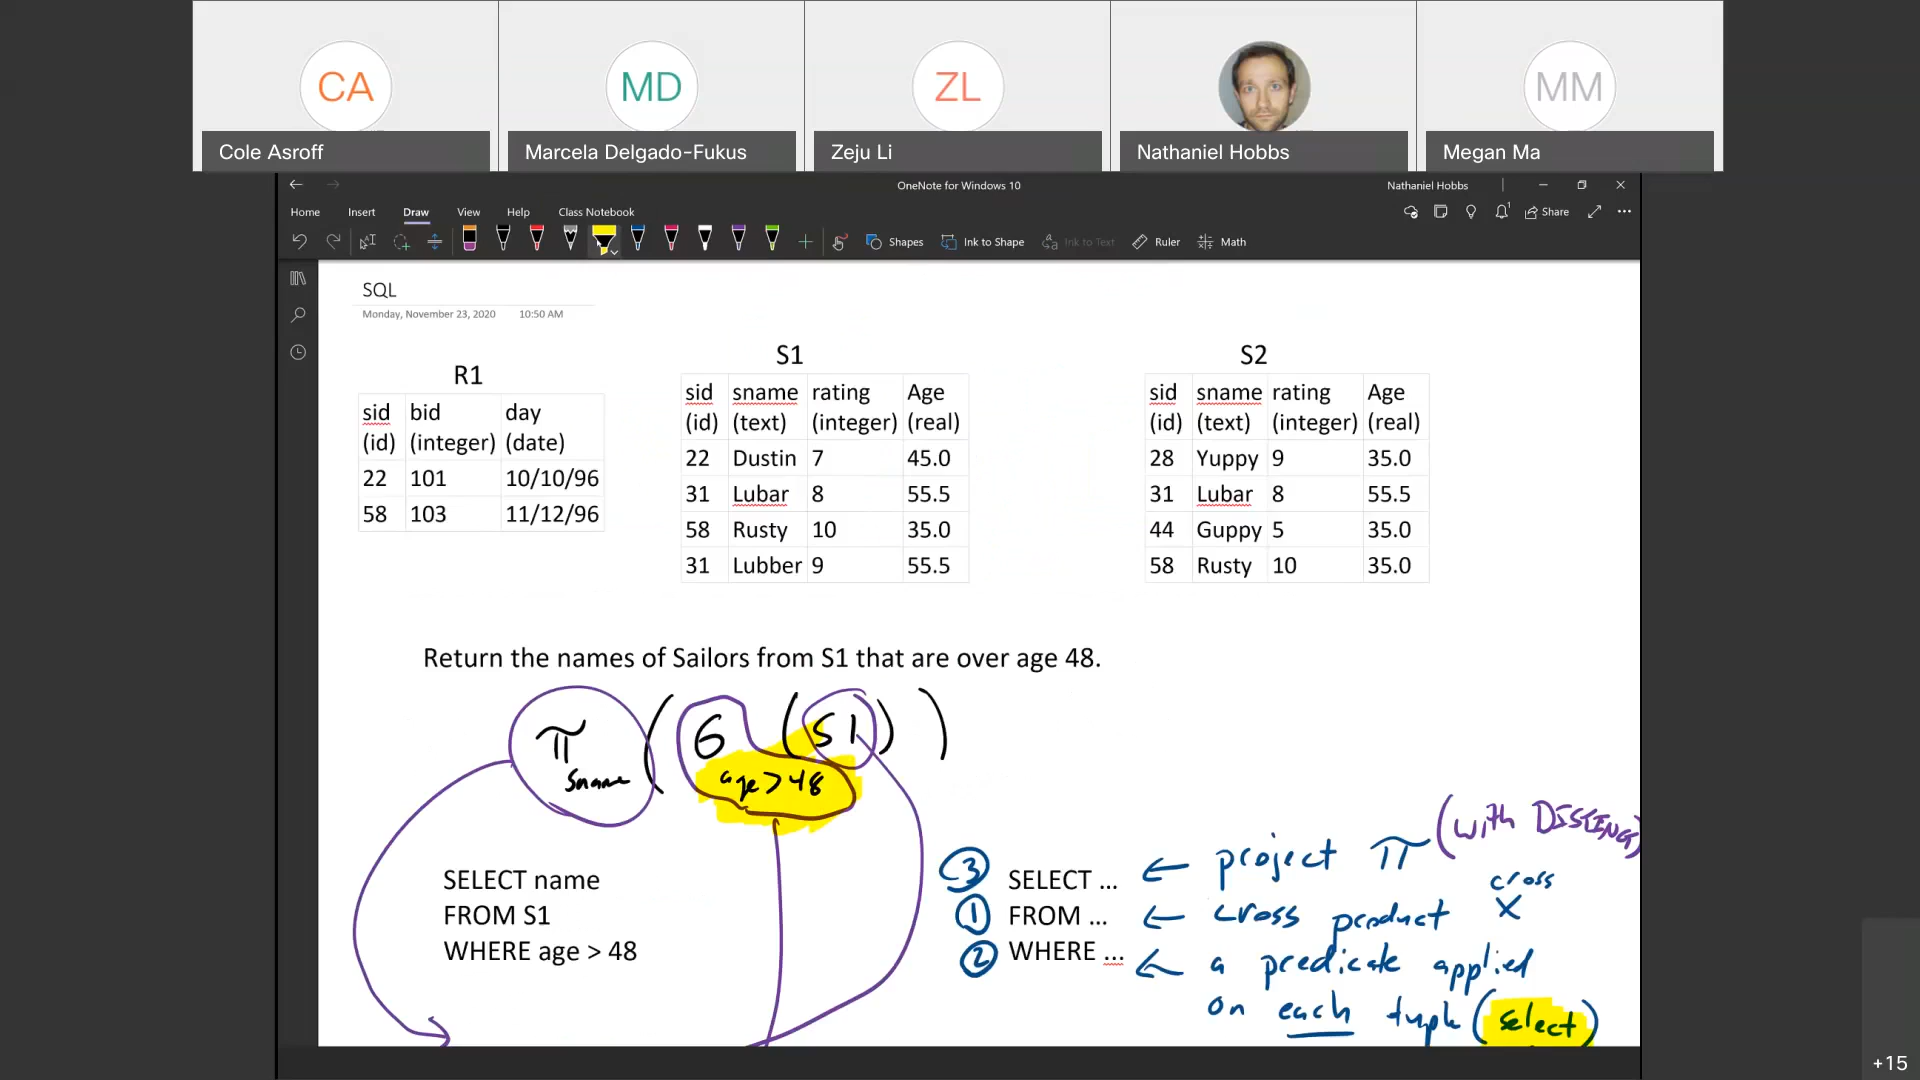 CA
MD
ZL
MM
Cole Asroff
Marcela Delgado-Fukus
Zeju Li
Nathaniel Hobbs
Megan Ma
OneNote for Windows 10
Nathaniel Hobbs
Home Insert Draw View Help Class Notebook
1 Share
Shapes Ink to Shape Ink to Text Ruler Math
SQL
Monday, November 23, 2020 10:50 AM
R1
sid bid day
(id) (integer) (date)
22 101 10/10/96
58 103 11/12/96
S1
sid sname rating Age
(id) (text) (integer) (real)
22 Dustin 7 45.0
31 Lubar 8 55.5
58 Rusty 10 35.0
31 Lubber 9 55.5
S2
sid sname rating Age
(id) (text) (integer) (real)
28 Yuppy 9 35.0
31 Lubar 8 55.5
44 Guppy 5 35.0
58 Rusty 10 35.0
Return the names of Sailors from S1 that are over age 48.
π ( σ ( S1 ) )
sname age > 48
SELECT name
FROM S1
WHERE age > 48
③ SELECT ... ← project π (with DISTINCT)
① FROM ... ← cross product × cross
② WHERE ... ← a predicate applied
on each tuple (select)
+15